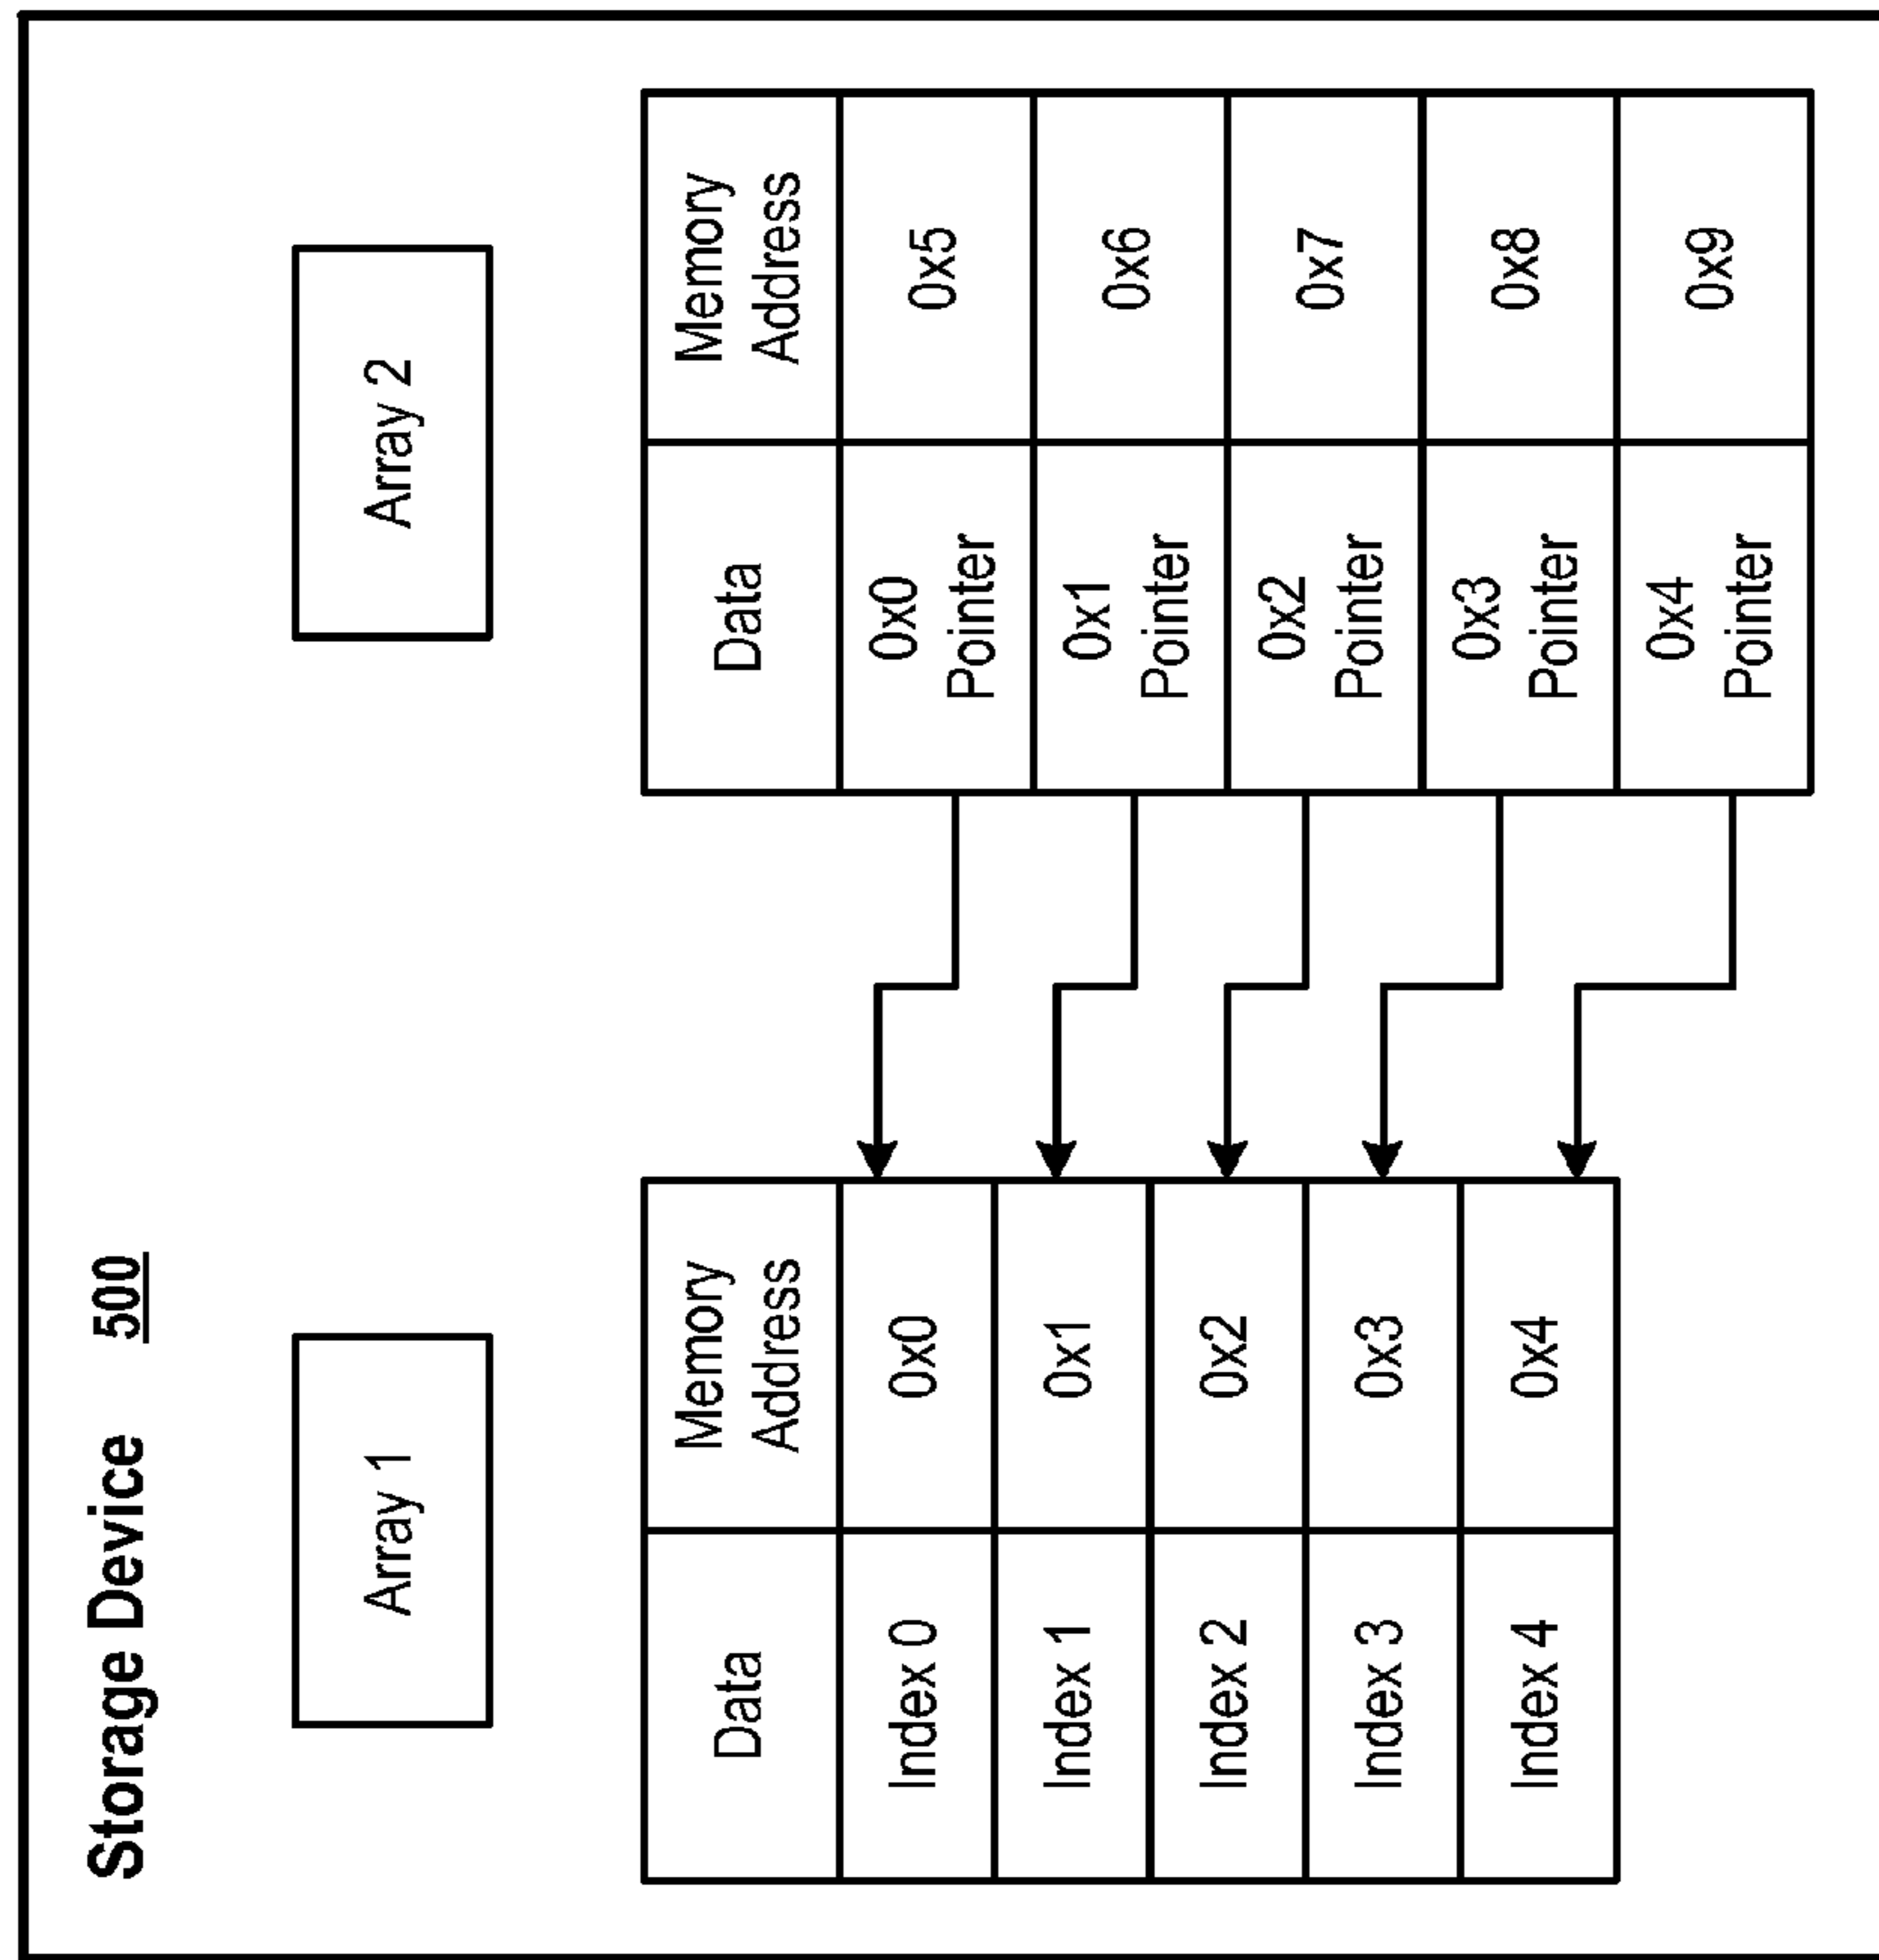 Storage Device 500
Array 1
Data
Memory
Address
Index 0
0x0
Index 1
0x1
Index 2
0x2
Index 3
0x3
Index 4
0x4
Array 2
Data
Memory
Address
0x0
Pointer
0x5
0x1
Pointer
0x6
0x2
Pointer
0x7
0x3
Pointer
0x8
0x4
Pointer
0x9